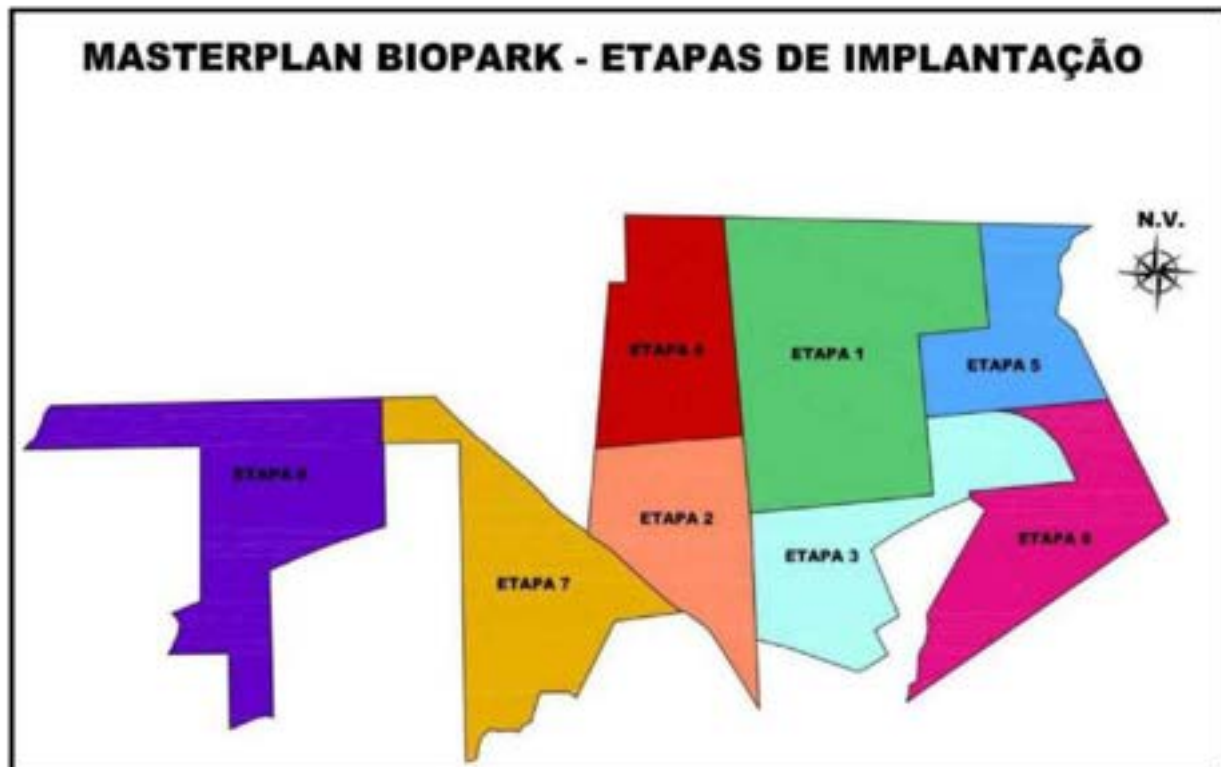 MASTERPLAN BIOPARK - ETAPAS DE IMPLANTAÇÃO
N.V.
ETAPA
ETAPA 1
ETAPA 5
ETAPA
ETAPA 2
ETAPA 3
ETAPA
ETAPA 7